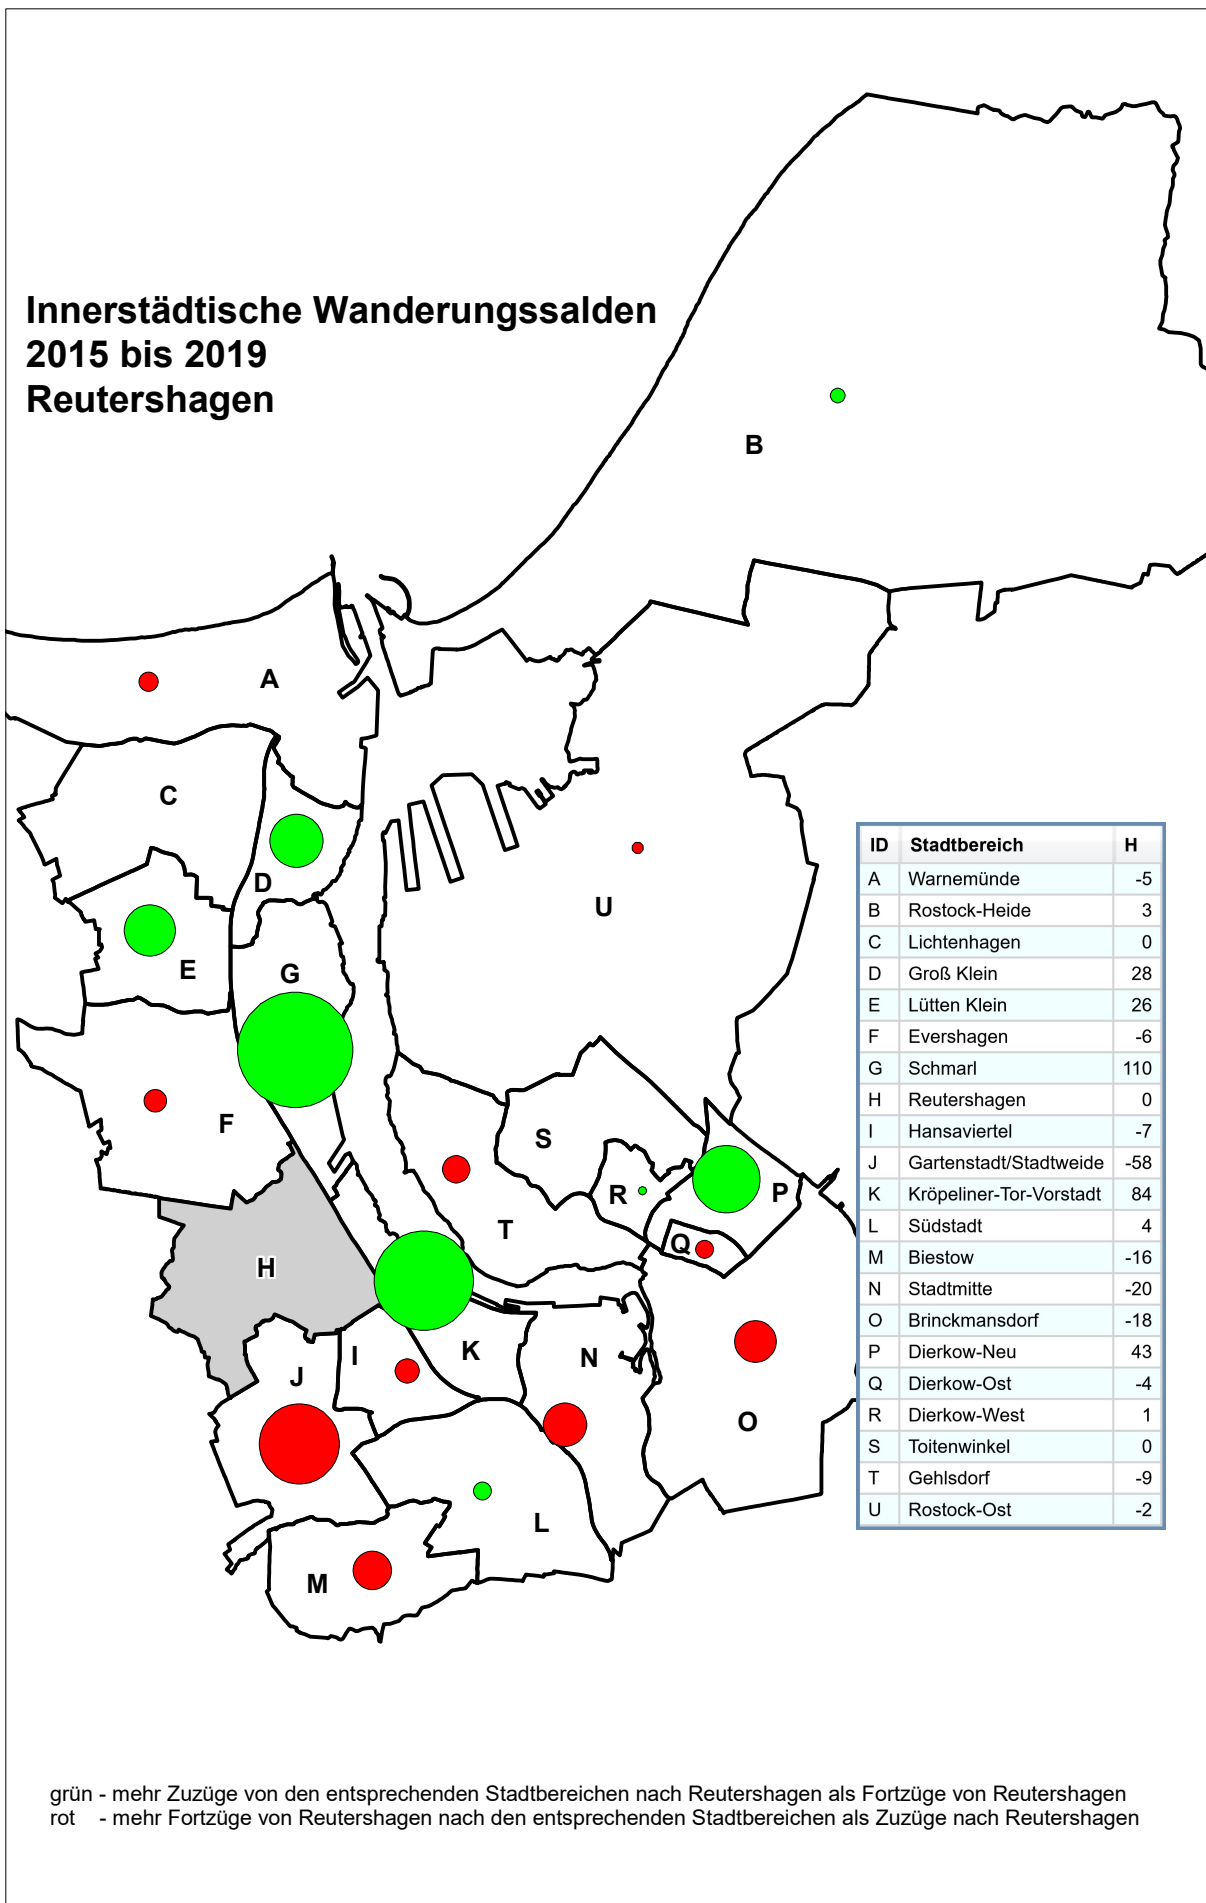 Innerstädtische Wanderungssalden
2015 bis 2019
Reutershagen
B
A
C
D
U
E
G
F
S
R
P
T
Q
H
K
I
N
J
O
L
M
ID Stadtbereich H
A Warnemünde -5
B Rostock-Heide 3
C Lichtenhagen 0
D Groß Klein 28
E Lütten Klein 26
F Evershagen -6
G Schmarl 110
H Reutershagen 0
I Hansaviertel -7
J Gartenstadt/Stadtweide -58
K Kröpeliner-Tor-Vorstadt 84
L Südstadt 4
M Biestow -16
N Stadtmitte -20
O Brinckmansdorf -18
P Dierkow-Neu 43
Q Dierkow-Ost -4
R Dierkow-West 1
S Toitenwinkel 0
T Gehlsdorf -9
U Rostock-Ost -2
grün - mehr Zuzüge von den entsprechenden Stadtbereichen nach Reutershagen als Fortzüge von Reutershagen
rot - mehr Fortzüge von Reutershagen nach den entsprechenden Stadtbereichen als Zuzüge nach Reutershagen